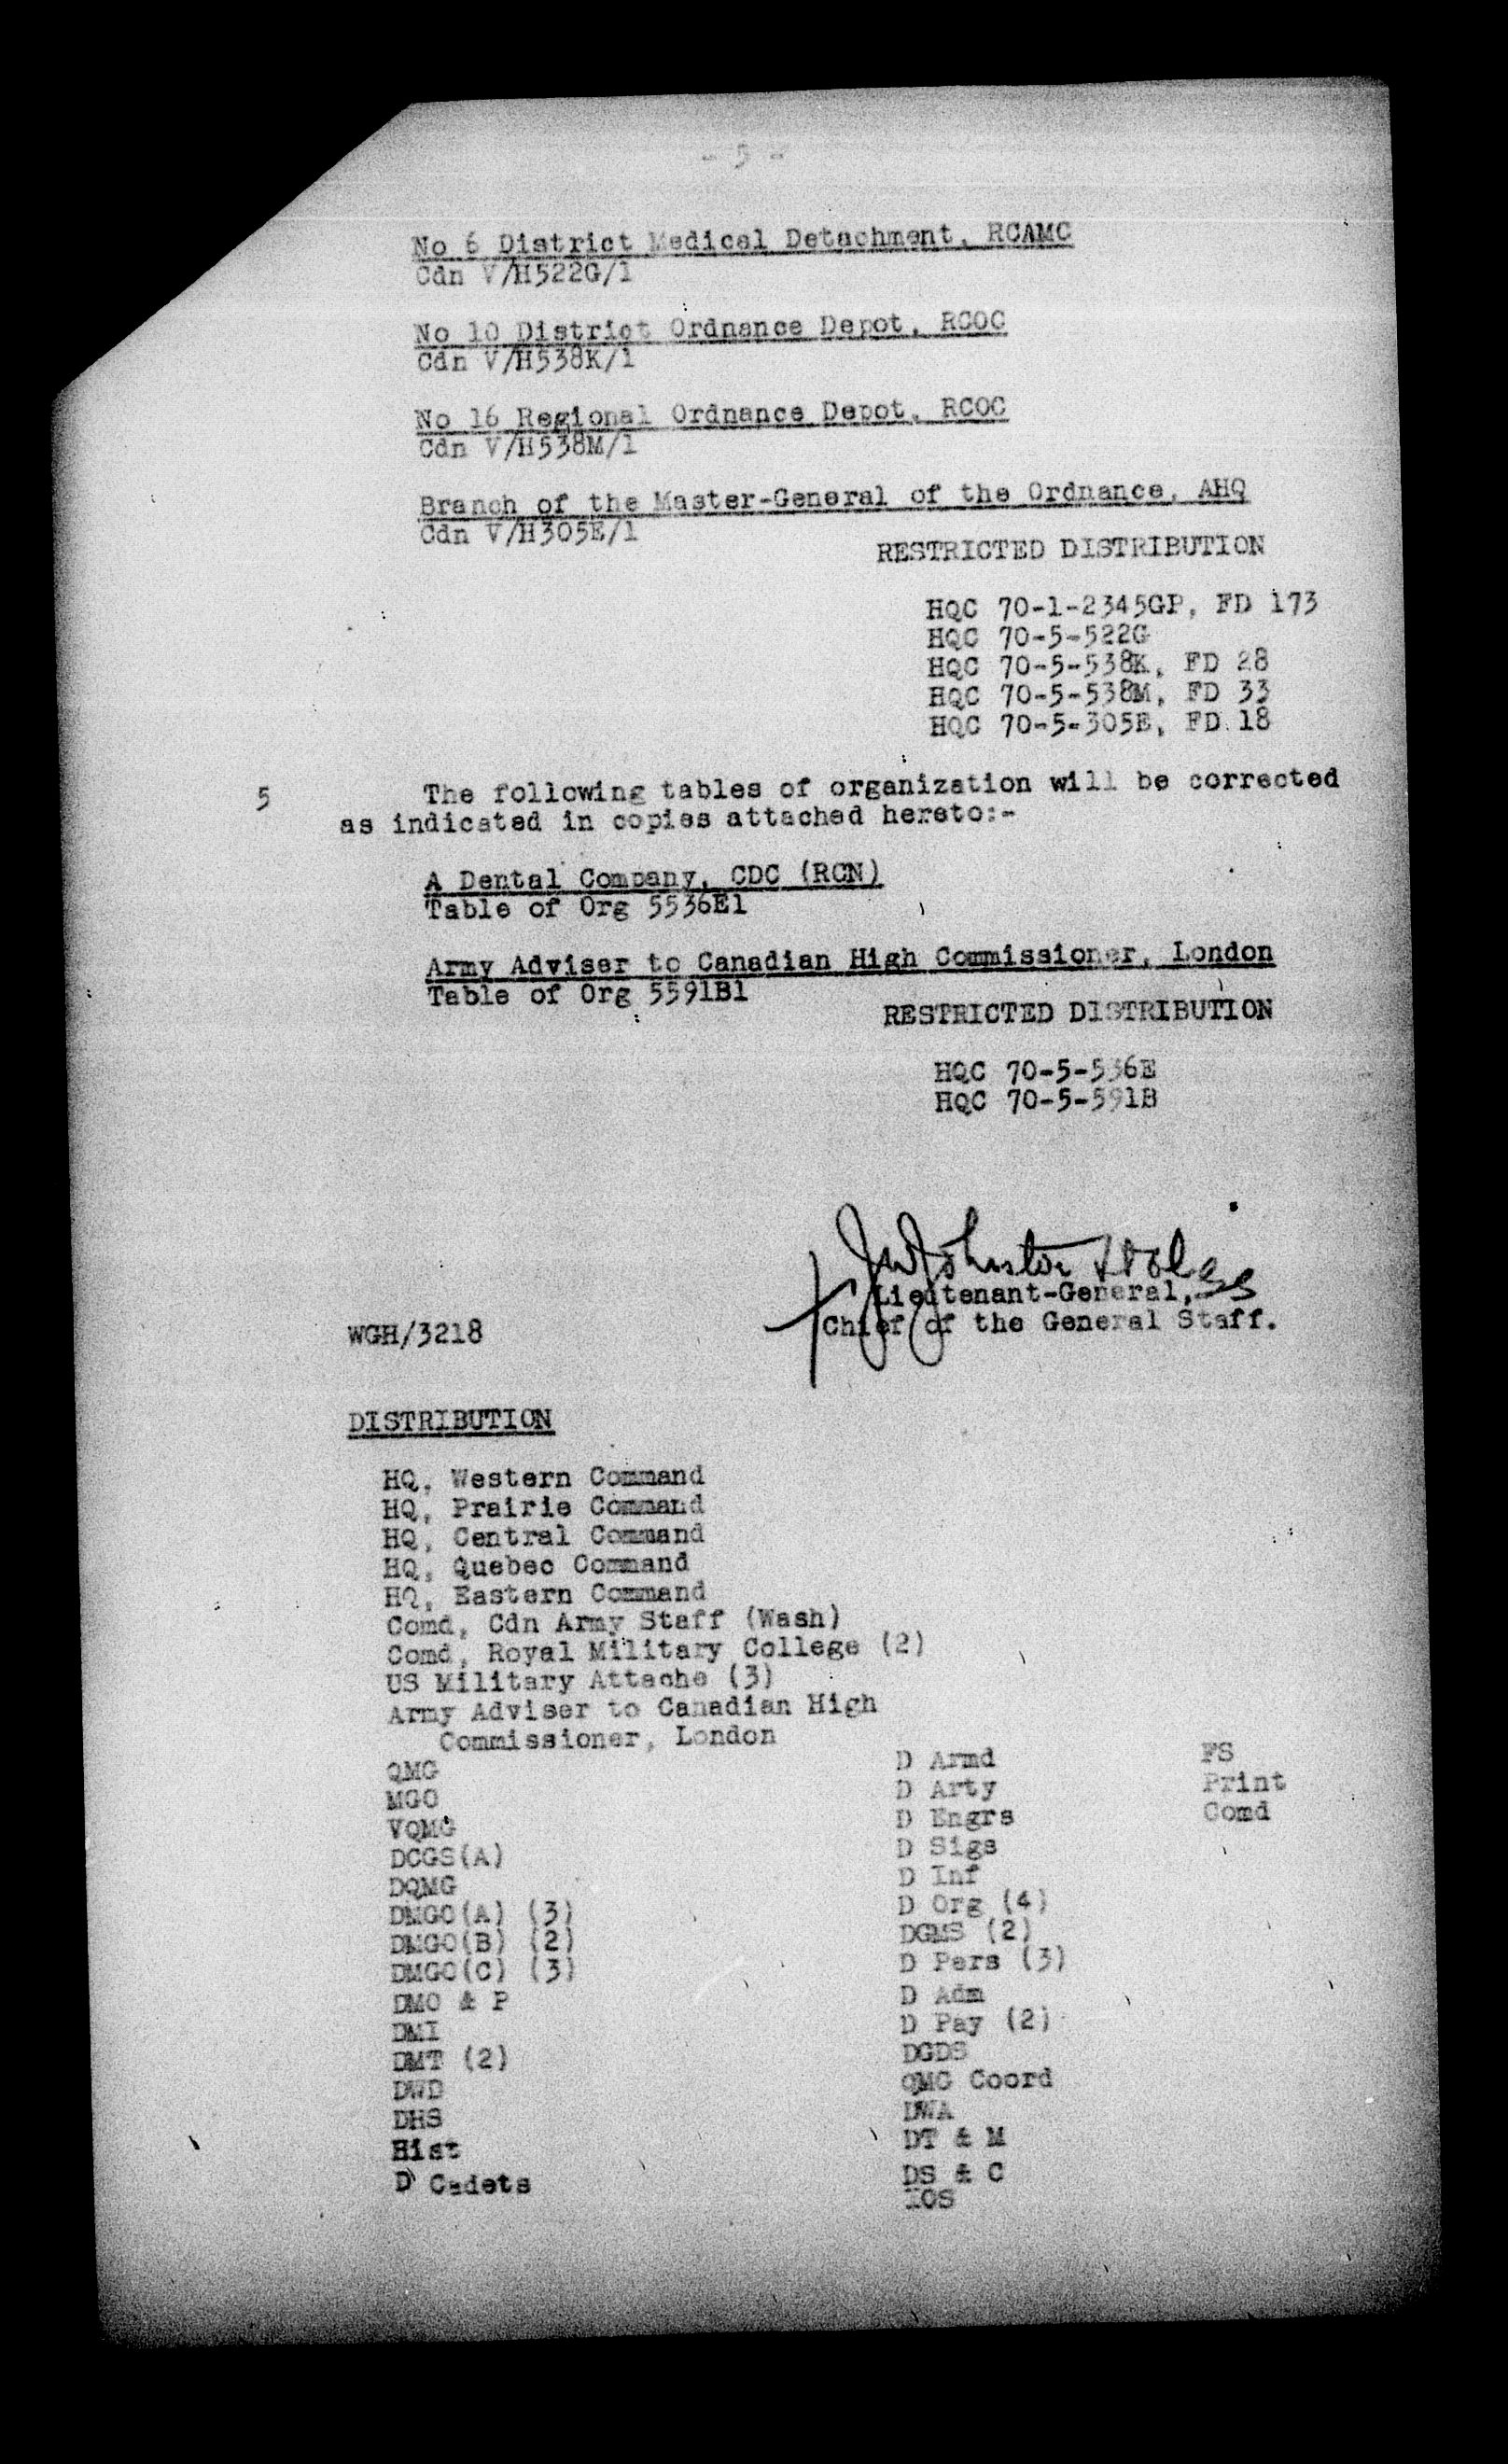 - 5 -
No 6 District Medical Detachment, RCAMC
Cdn V/H522G/1
No 10 District Ordnance Depot, RCOC
Cdn V/H538K/1
No 16 Regional Ordnance Depot, RCOC
Cdn V/H538M/1
Branch of the Master-General of the Ordnance, AHQ
Cdn V/H305E/1
RESTRICTED DISTRIBUTION
HQC 70-1-2345GP, FD 173
HQC 70-5-522G
HQC 70-5-538K, FD 28
HQC 70-5-538M, FD 33
HQC 70-5-305E, FD 18
5 The following tables of organization will be corrected
as indicated in copies attached hereto:-
A Dental Company, CDC (RCN)
Table of Org 5536E1
Army Adviser to Canadian High Commissioner, London
Table of Org 5591B1
RESTRICTED DISTRIBUTION
HQC 70-5-536E
HQC 70-5-591B
Lieutenant-General,
Chief of the General Staff.
WGH/3218
DISTRIBUTION
HQ, Western Command
HQ, Prairie Command
HQ, Central Command
HQ, Quebec Command
HQ, Eastern Command
Comd, Cdn Army Staff (Wash)
Comd, Royal Military College (2)
US Military Attache (3)
Army Adviser to Canadian High
Commissioner, London
QMG
MGO
VQMG
DCGS(A)
DQMG
DMGO(A) (3)
DMGO(B) (2)
DMGO(C) (3)
DMO & P
DMI
DMT (2)
DWD
DHS
Hist
D Cadets
D Armd
D Arty
D Engrs
D Sigs
D Inf
D Org (4)
DGMS (2)
D Pers (3)
D Adm
D Pay (2)
DGDS
QMG Coord
DWA
DT & M
DS & C
IOS
FS
Print
Comd